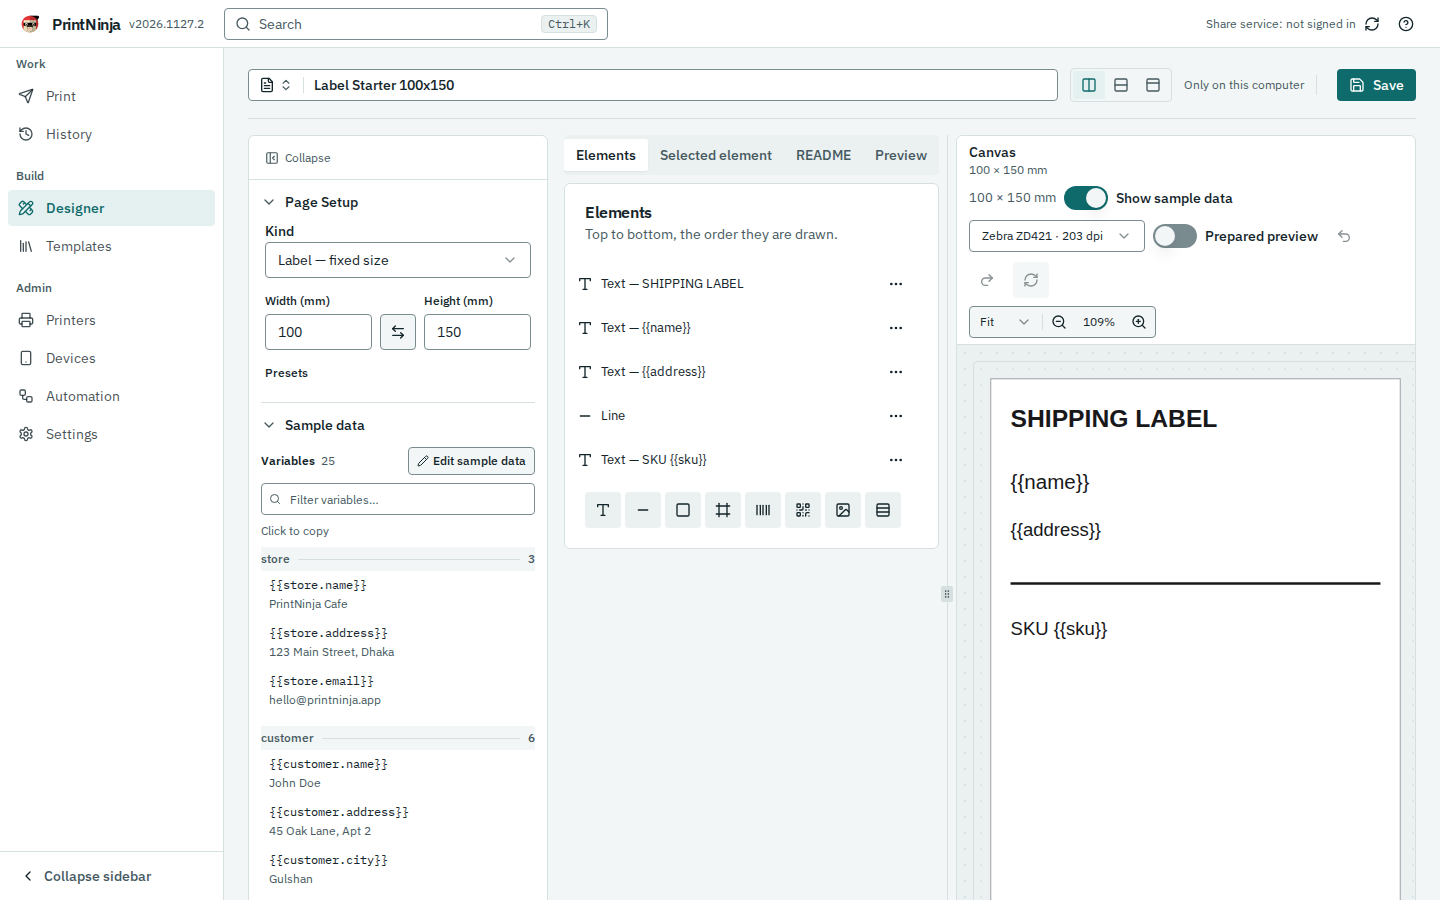 PrintNinja v2026.1127.2
Search Ctrl+K
Share service: not signed in
Work
Print
History
Build
Designer
Templates
Admin
Printers
Devices
Automation
Settings
Collapse sidebar
Label Starter 100x150
Only on this computer
Save
Collapse
Page Setup
Kind
Label — fixed size
Width (mm) Height (mm)
100 150
Presets
Sample data
Variables 25 Edit sample data
Filter variables...
Click to copy
store 3
{{store.name}}
PrintNinja Cafe
{{store.address}}
123 Main Street, Dhaka
{{store.email}}
hello@printninja.app
customer 6
{{customer.name}}
John Doe
{{customer.address}}
45 Oak Lane, Apt 2
{{customer.city}}
Gulshan
Elements Selected element README Preview
Elements
Top to bottom, the order they are drawn.
Text — SHIPPING LABEL
Text — {{name}}
Text — {{address}}
Line
Text — SKU {{sku}}
Canvas
100 × 150 mm
100 × 150 mm Show sample data
Zebra ZD421 · 203 dpi Prepared preview
Fit 109%
SHIPPING LABEL
{{name}}
{{address}}
SKU {{sku}}